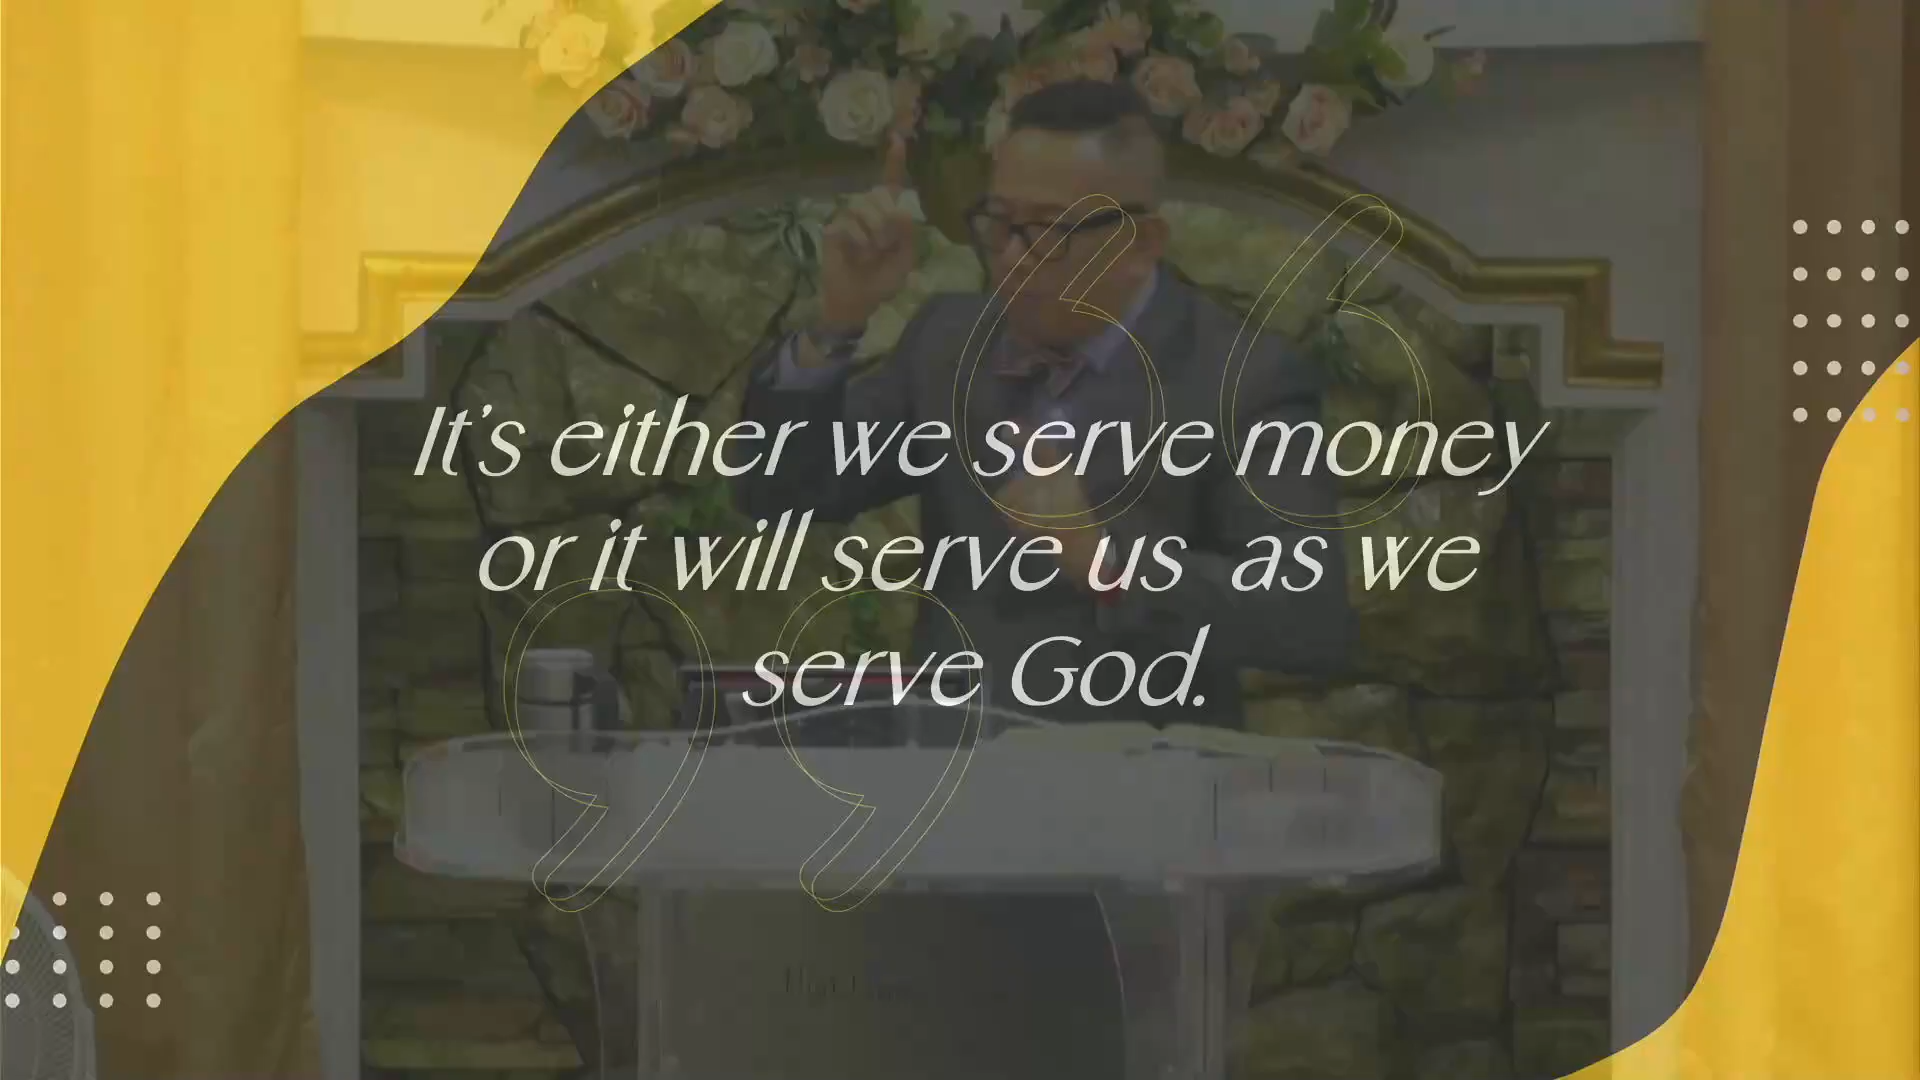 It's either we serve money
or it will serve us as we
serve God.